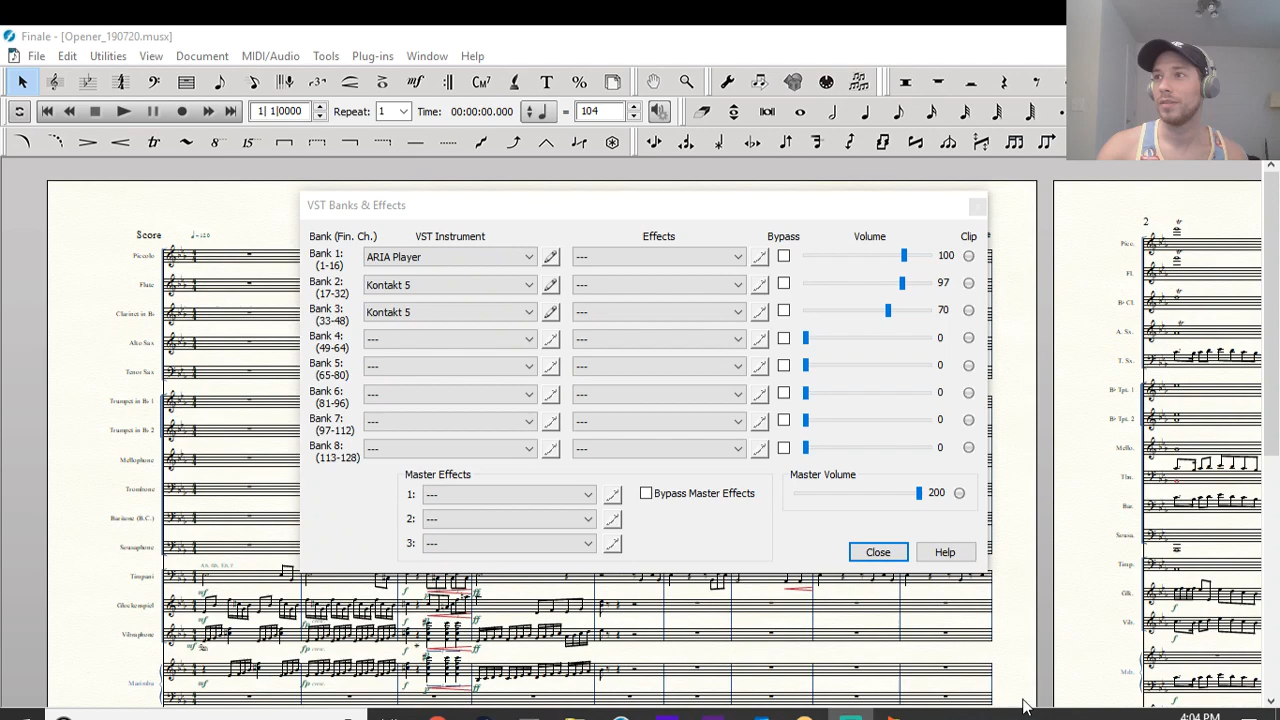 Finale - [Opener_190720.musx]
File Edit Utilities View Document MIDI/Audio Tools Plug-ins Window Help
1| 1|0000 Repeat: 1 Time: 00:00:00.000 = 104
VST Banks & Effects
Bank (Fin. Ch.) VST Instrument Effects Bypass Volume Clip
Bank 1: ARIA Player --- 100
(1-16)
Bank 2: Kontakt 5 --- 97
(17-32)
Bank 3: Kontakt 5 --- 70
(33-48)
Bank 4: --- --- 0
(49-64)
Bank 5: --- --- 0
(65-80)
Bank 6: --- --- 0
(81-96)
Bank 7: --- --- 0
(97-112)
Bank 8: --- --- 0
(113-128)
Master Effects Master Volume
1: --- Bypass Master Effects 200
2: ---
3: ---
Close Help
Score
Piccolo
Flute
Clarinet in B♭
Alto Sax
Tenor Sax
Trumpet in B♭ 1
Trumpet in B♭ 2
Mellophone
Trombone
Baritone (B.C.)
Sousaphone
Timpani
Glockenspiel
Vibraphone
Marimba
2
Picc.
Fl.
B♭ Cl.
A. Sx.
T. Sx.
B♭ Tpt. 1
B♭ Tpt. 2
Mello.
Tbn.
Bar.
Sousa.
Timp.
Glk.
Vib.
4:04 PM